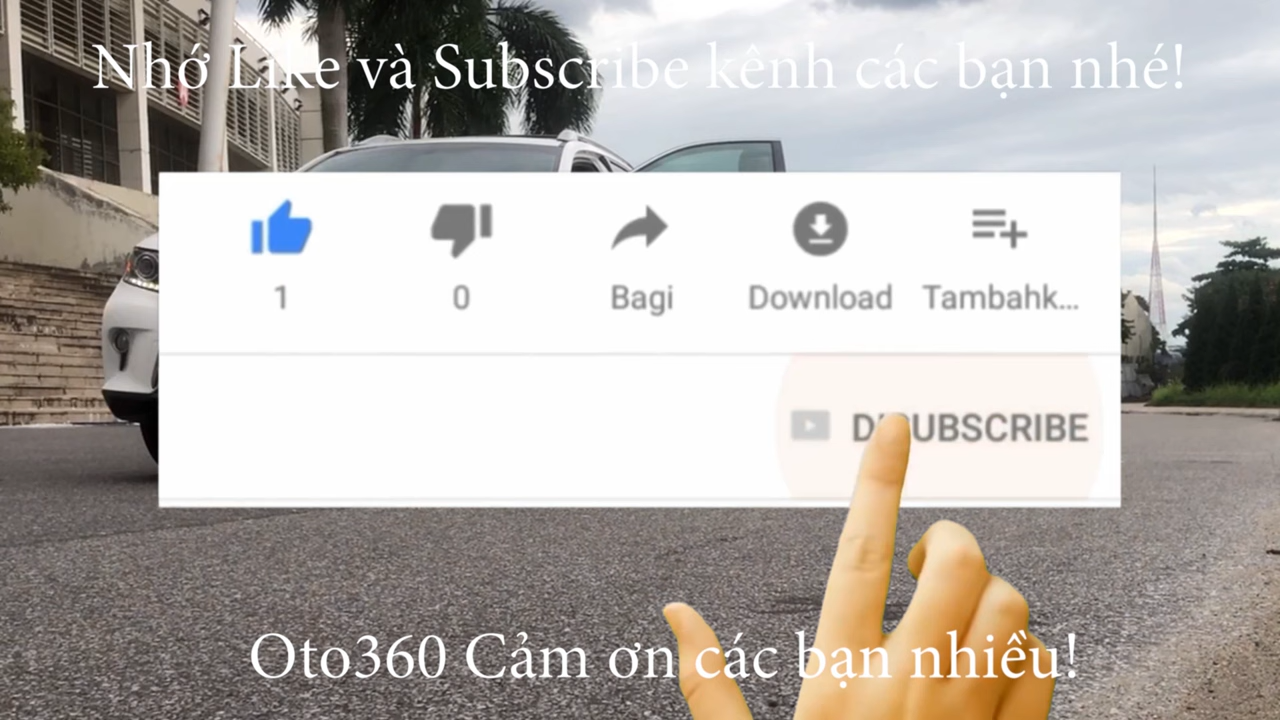 Nhớ Like và Subscribe kênh các bạn nhé!
1
0
Bagi
Download
Tambahk...
Oto360 Cảm ơn các bạn nhiều!